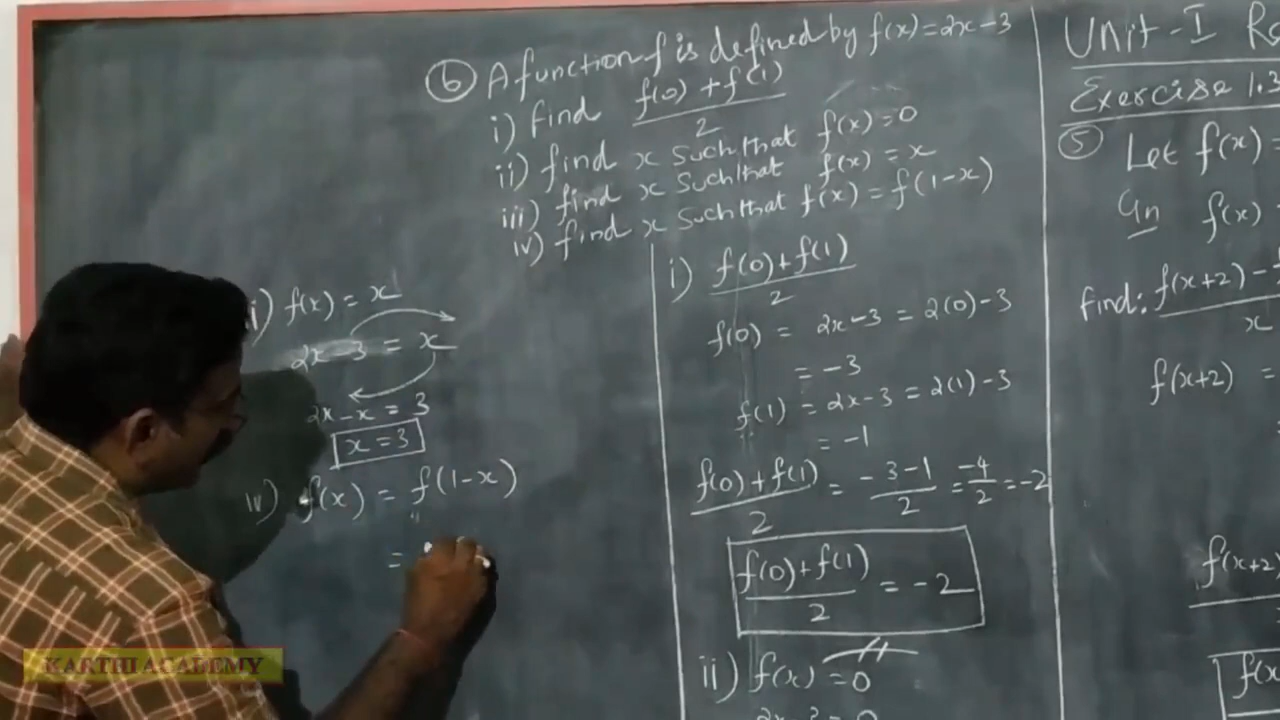 6 A function f is defined by f(x)=2x-3
i) Find f(0)+f(1)/2
ii) find x such that f(x)=0
iii) find x such that f(x)=x
iv) find x such that f(x)=f(1-x)
i) f(x)=x
2x-3=x
2x-x=3
x=3
iv) f(x)=f(1-x)
=
i) f(0)+f(1)/2
f(0)=2x-3=2(0)-3
=-3
f(1)=2x-3=2(1)-3
=-1
f(0)+f(1)/2=-3-1/2=-4/2=-2
f(0)+f(1)/2=-2
ii) f(x)=0
2x-3=0
Unit-I
Exercise 1.3
5 Let f(x)=
Gn f(x)
find: f(x+2)-
x
f(x+2)=
f(x+2)
f(x
KARTHI ACADEMY